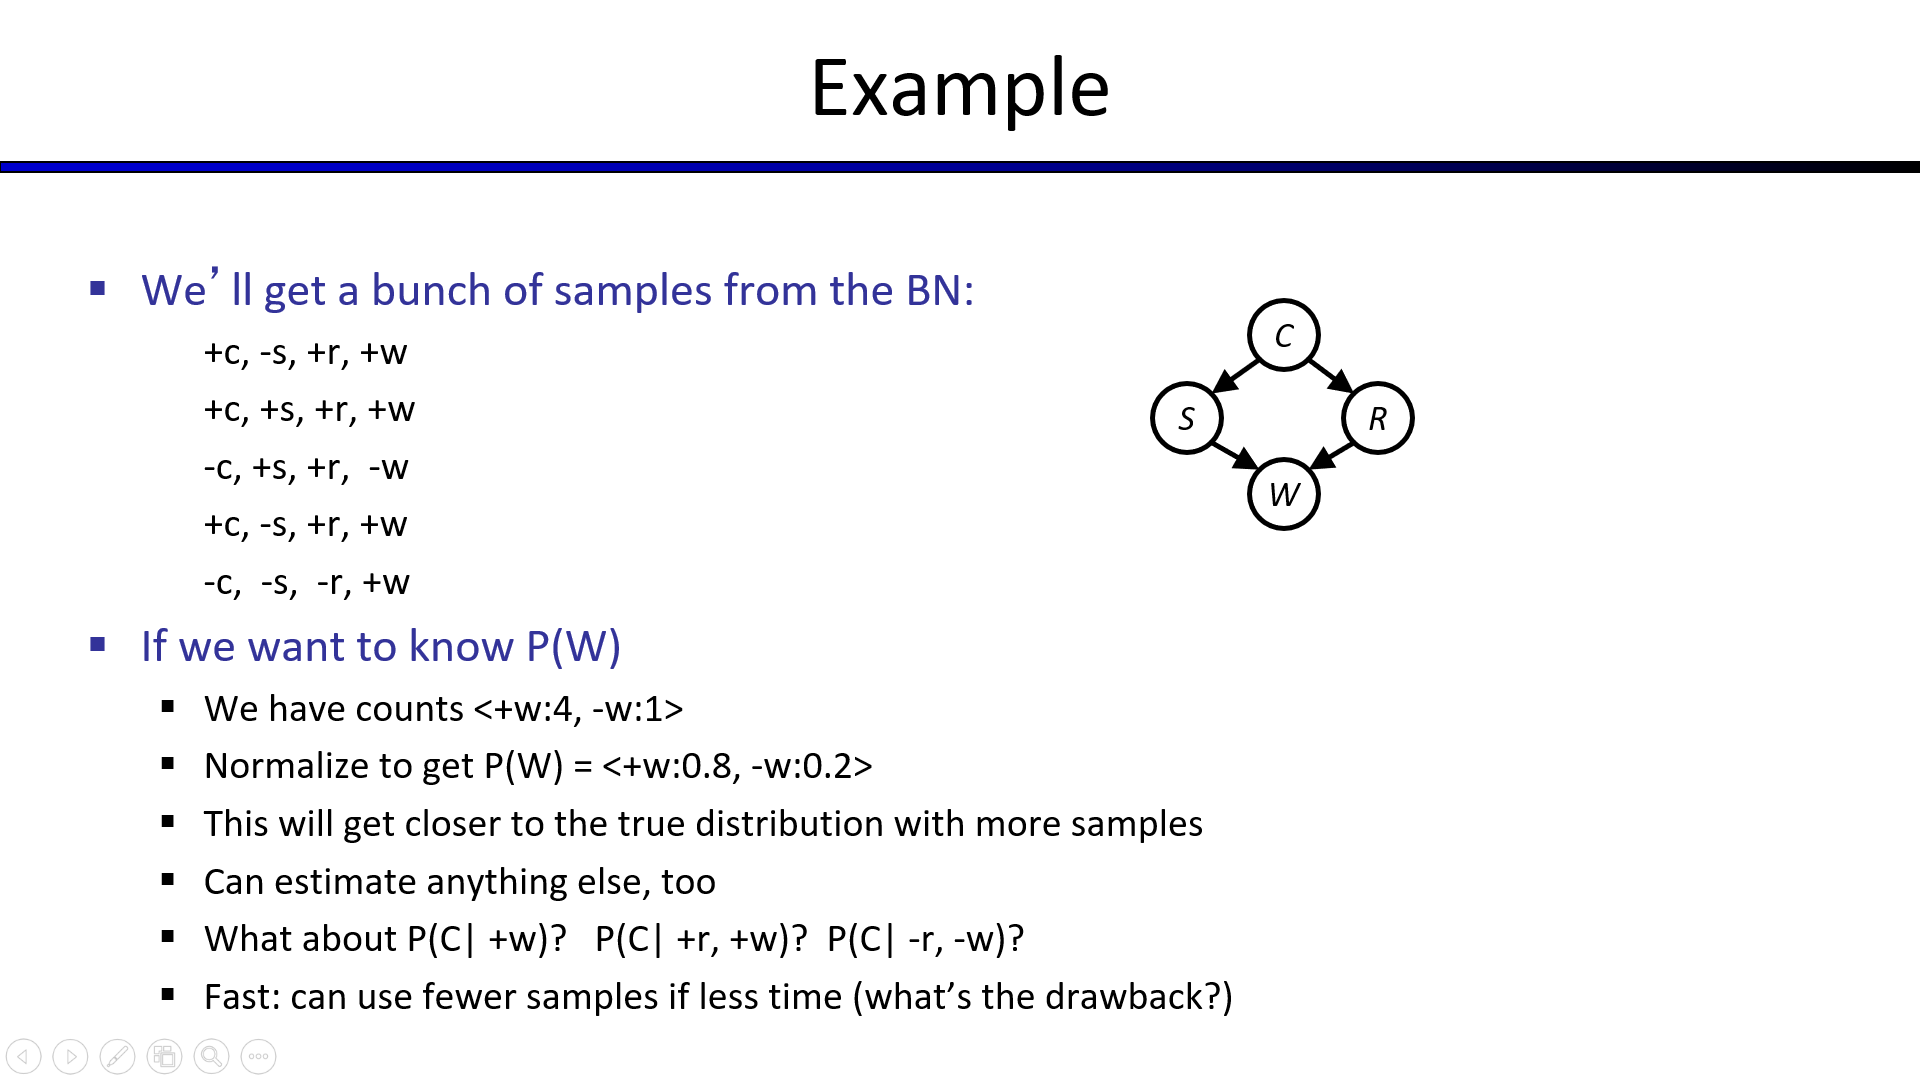 Example
We’ll get a bunch of samples from the BN:
+c, -s, +r, +w
+c, +s, +r, +w
-c, +s, +r, -w
+c, -s, +r, +w
-c, -s, -r, +w
C
S
R
W
If we want to know P(W)
We have counts <+w:4, -w:1>
Normalize to get P(W) = <+w:0.8, -w:0.2>
This will get closer to the true distribution with more samples
Can estimate anything else, too
What about P(C| +w)? P(C| +r, +w)? P(C| -r, -w)?
Fast: can use fewer samples if less time (what’s the drawback?)